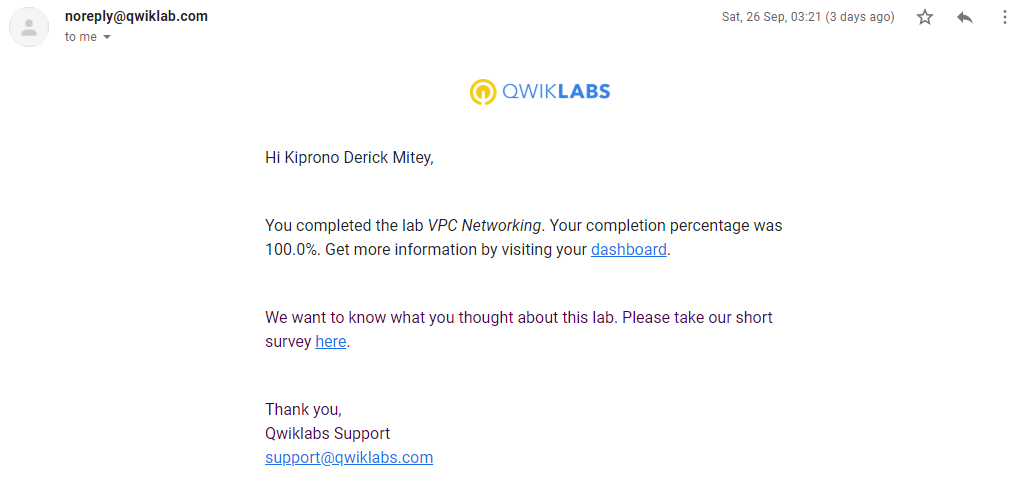 noreply@qwiklab.com
Sat, 26 Sep, 03:21 (3 days ago)
to me
QWIKLABS
Hi Kiprono Derick Mitey,
You completed the lab VPC Networking. Your completion percentage was
100.0%. Get more information by visiting your dashboard.
We want to know what you thought about this lab. Please take our short
survey here.
Thank you,
Qwiklabs Support
support@qwiklabs.com